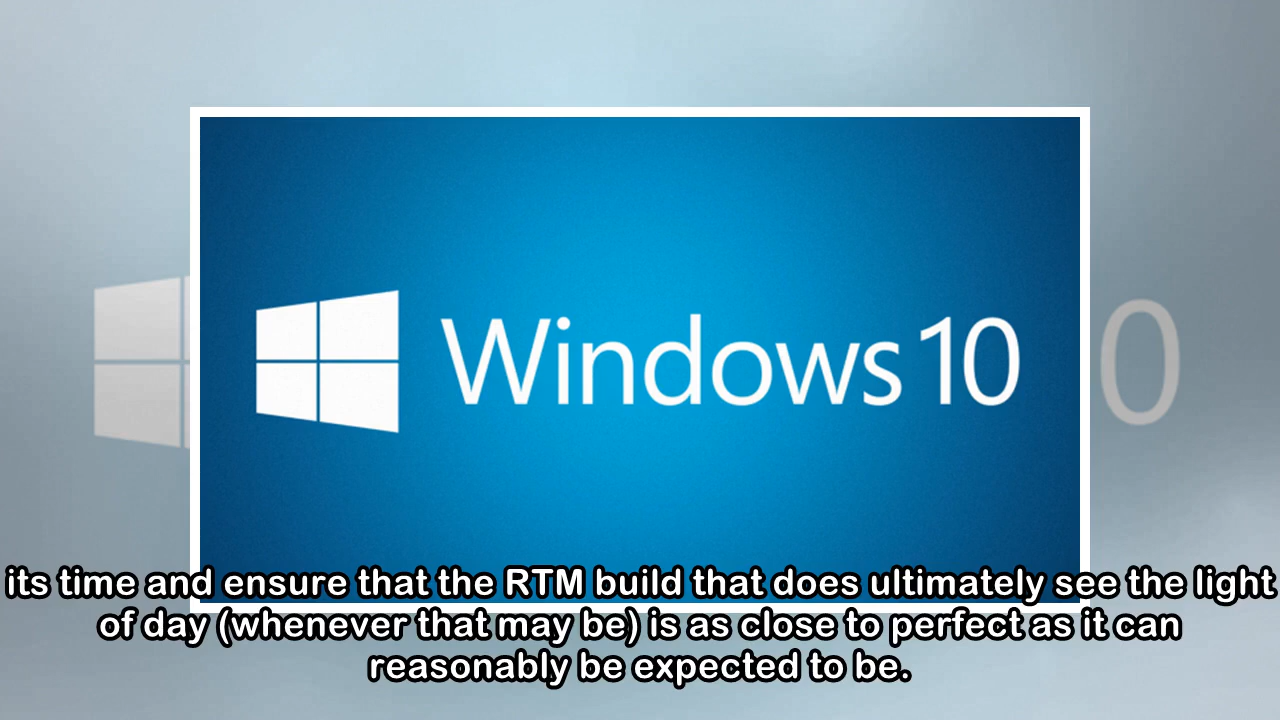 Windows 10
0
its time and ensure that the RTM build that does ultimately see the light
of day (whenever that may be) is as close to perfect as it can
reasonably be expected to be.